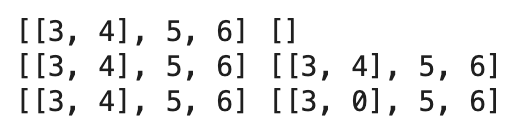 [[3, 4], 5, 6] []
[[3, 4], 5, 6] [[3, 4], 5, 6]
[[3, 4], 5, 6] [[3, 0], 5, 6]